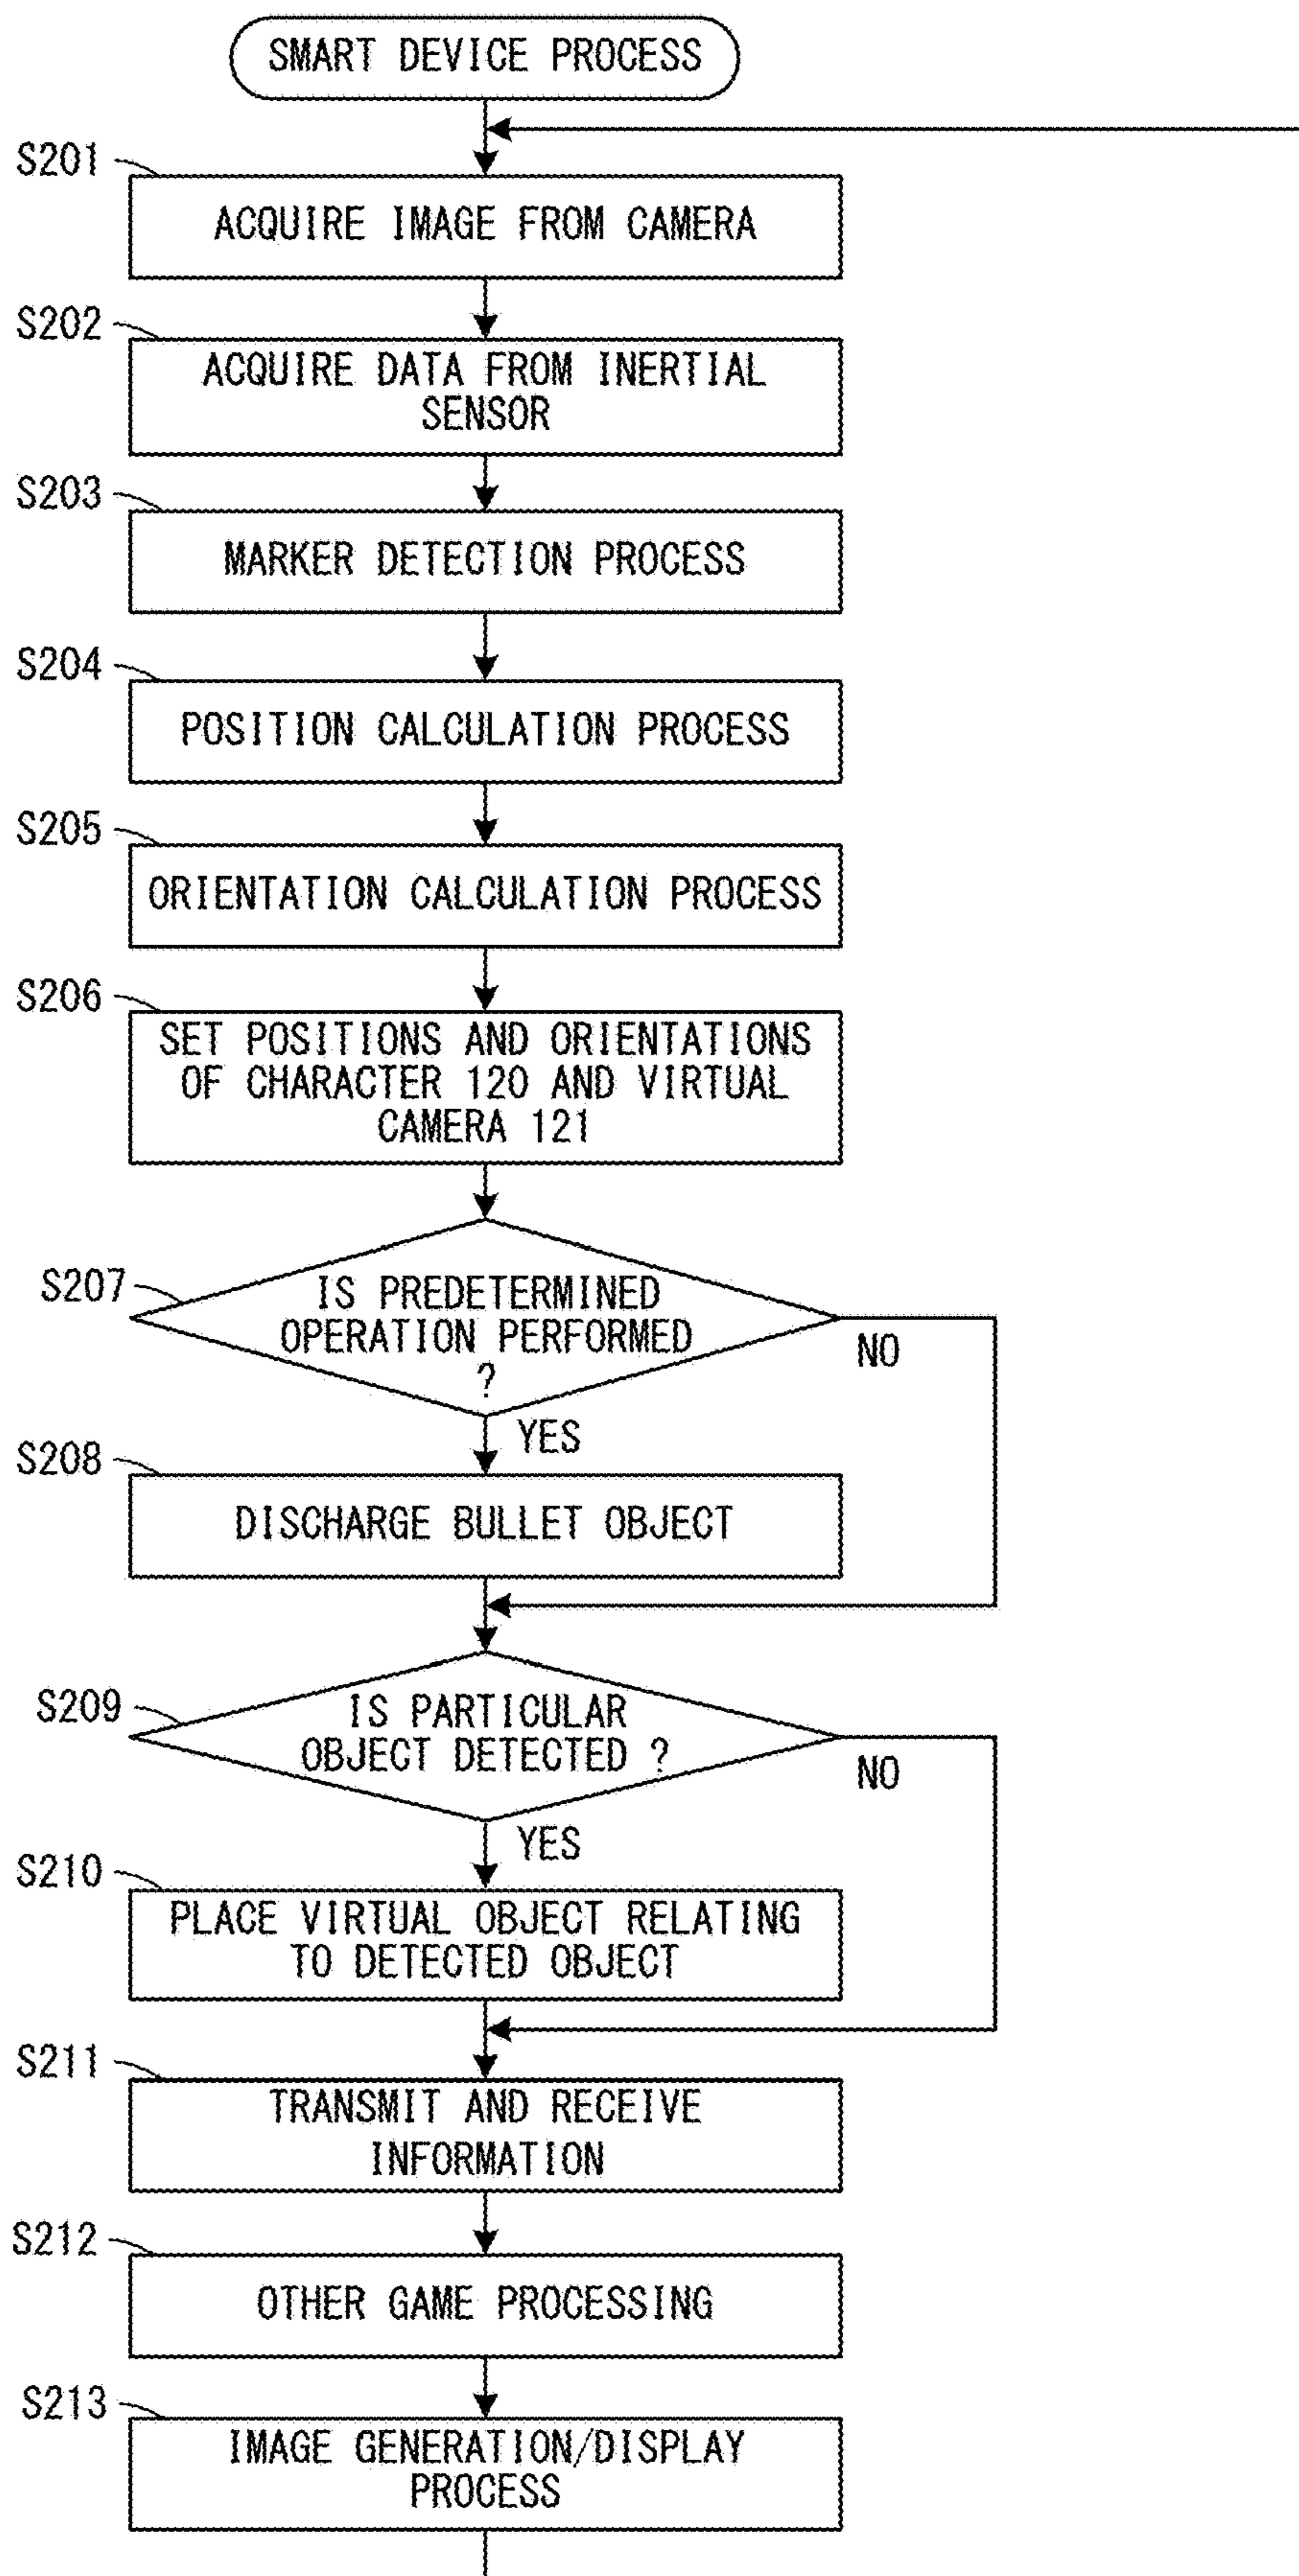 SMART DEVICE PROCESS
S201
ACQUIRE IMAGE FROM CAMERA
S202
ACQUIRE DATA FROM INERTIAL
SENSOR
S203
MARKER DETECTION PROCESS
S204
POSITION CALCULATION PROCESS
S205
ORIENTATION CALCULATION PROCESS
S206
SET POSITIONS AND ORIENTATIONS
OF CHARACTER 120 AND VIRTUAL
CAMERA 121
S207
IS PREDETERMINED
OPERATION PERFORMED
?
NO
YES
S208
DISCHARGE BULLET OBJECT
S209
IS PARTICULAR
OBJECT DETECTED ?
NO
YES
S210
PLACE VIRTUAL OBJECT RELATING
TO DETECTED OBJECT
S211
TRANSMIT AND RECEIVE
INFORMATION
S212
OTHER GAME PROCESSING
S213
IMAGE GENERATION/DISPLAY
PROCESS